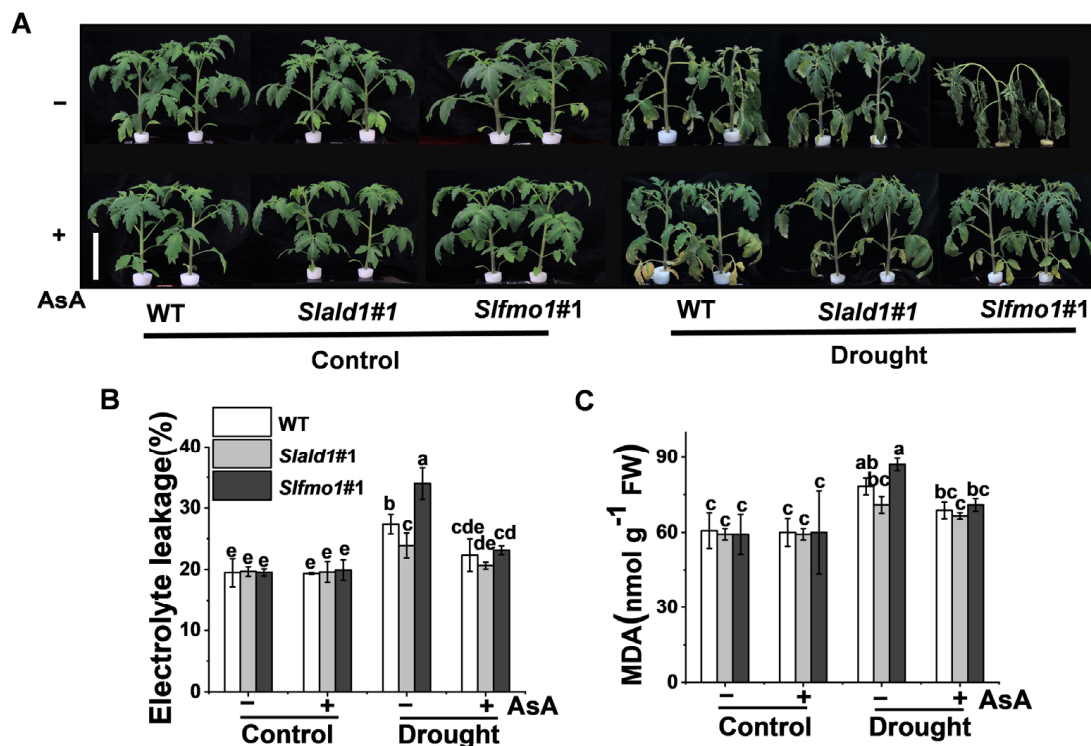 A
−
+
AsA
WT Slald1#1 Slfmo1#1 WT Slald1#1 Slfmo1#1
Control Drought
B
WT
Slald1#1
Slfmo1#1
Electrolyte leakage(%)
40
30
20
10
0
e e e e e e b c a cde de cd
− + − + AsA
Control Drought
C
MDA(nmol g⁻¹ FW)
90
60
30
0
c c c c c c ab bc a bc c bc
− + − + AsA
Control Drought